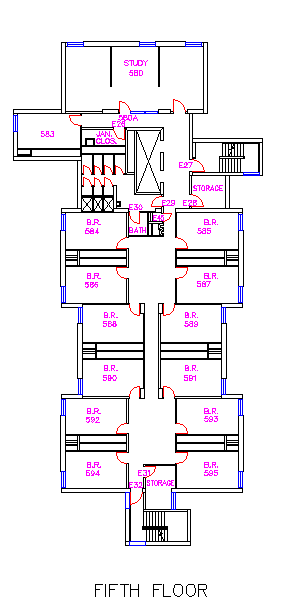 STUDY
580
580A
E26
583
JAN.
CLOS.
E27
STORAGE
E29 E28
E30
E45
BATH
B.R.
584
B.R.
585
B.R.
586
B.R.
587
B.R.
588
B.R.
589
B.R.
590
B.R.
591
B.R.
592
B.R.
593
B.R.
594
B.R.
595
E31
E32
STORAGE
FIFTH FLOOR